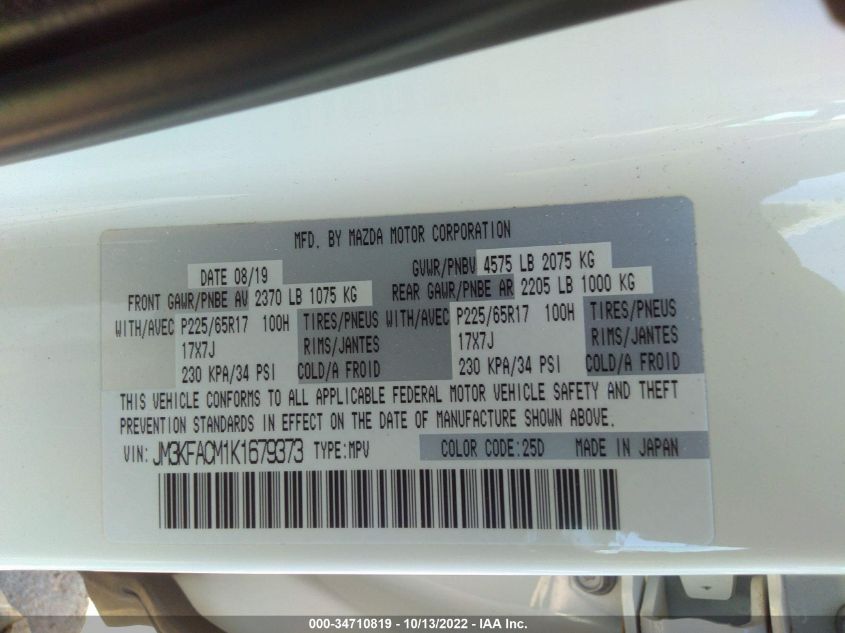 MFD. BY MAZDA MOTOR CORPORATION
DATE 08/19 GVWR/PNBV 4575 LB 2075 KG
FRONT GAWR/PNBE AV 2370 LB 1075 KG REAR GAWR/PNBE AR 2205 LB 1000 KG
WITH/AVEC P225/65R17 100H TIRES/PNEUS WITH/AVEC P225/65R17 100H TIRES/PNEUS
17X7J RIMS/JANTES 17X7J RIMS/JANTES
230 KPA/34 PSI COLD/A FROID 230 KPA/34 PSI COLD/A FROID
THIS VEHICLE CONFORMS TO ALL APPLICABLE FEDERAL MOTOR VEHICLE SAFETY AND THEFT
PREVENTION STANDARDS IN EFFECT ON THE DATE OF MANUFACTURE SHOWN ABOVE.
VIN: JM3KFACM1K1679373 TYPE:MPV COLOR CODE:25D MADE IN JAPAN
000-34710819 - 10/13/2022 - IAA Inc.